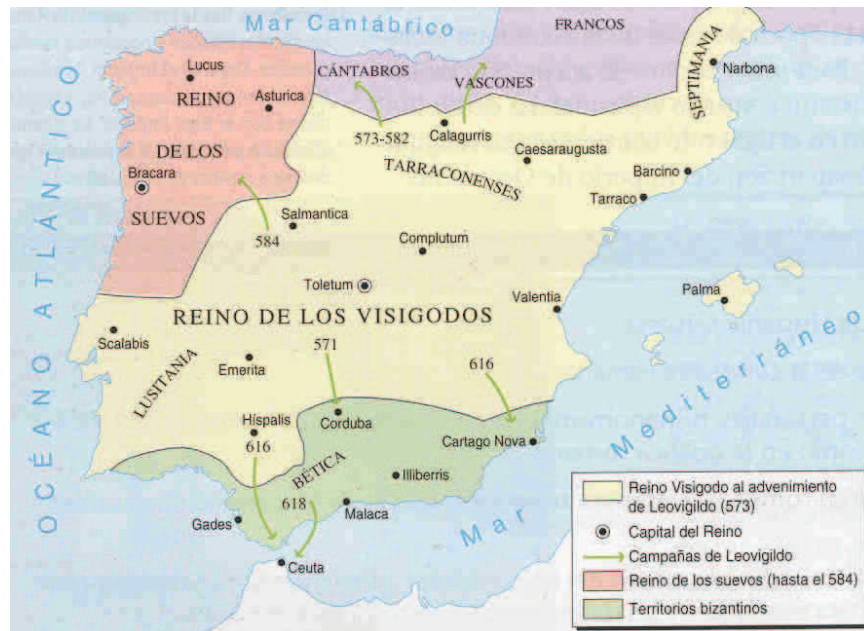 Mar Cantábrico
FRANCOS
Lucus
CÁNTABROS
VASCONES
SEPTIMANIA
Narbona
REINO
Asturica
573-582
Calagurris
Caesaraugusta
TARRACONENSES
DE LOS
Bracara
Barcino
Tarraco
SUEVOS
Salmantica
584
Complutum
Toletum
Palma
Valentia
REINO DE LOS VISIGODOS
Scalabis
571
616
Emerita
LUSITANIA
Híspalis
Corduba
Cartago Nova
616
BÉTICA
Illiberris
618
Malaca
Gades
Ceuta
OCÉANO ATLÁNTICO
Mar Mediterráneo
Reino Visigodo al advenimiento
de Leovigildo (573)
Capital del Reino
Campañas de Leovigildo
Reino de los suevos (hasta el 584)
Territorios bizantinos